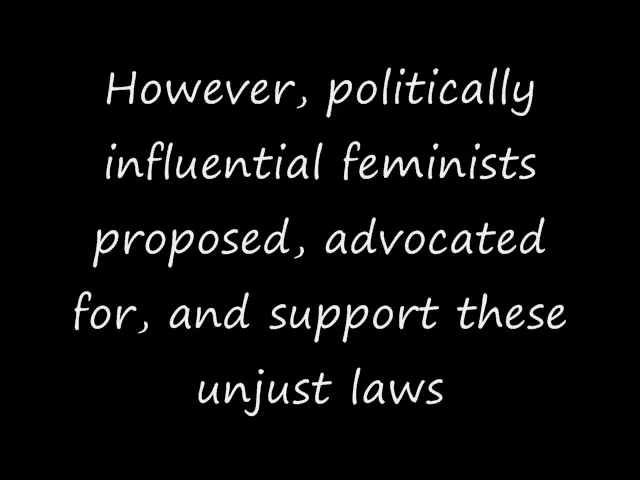 However, politically
influential feminists
proposed, advocated
for, and support these
unjust laws